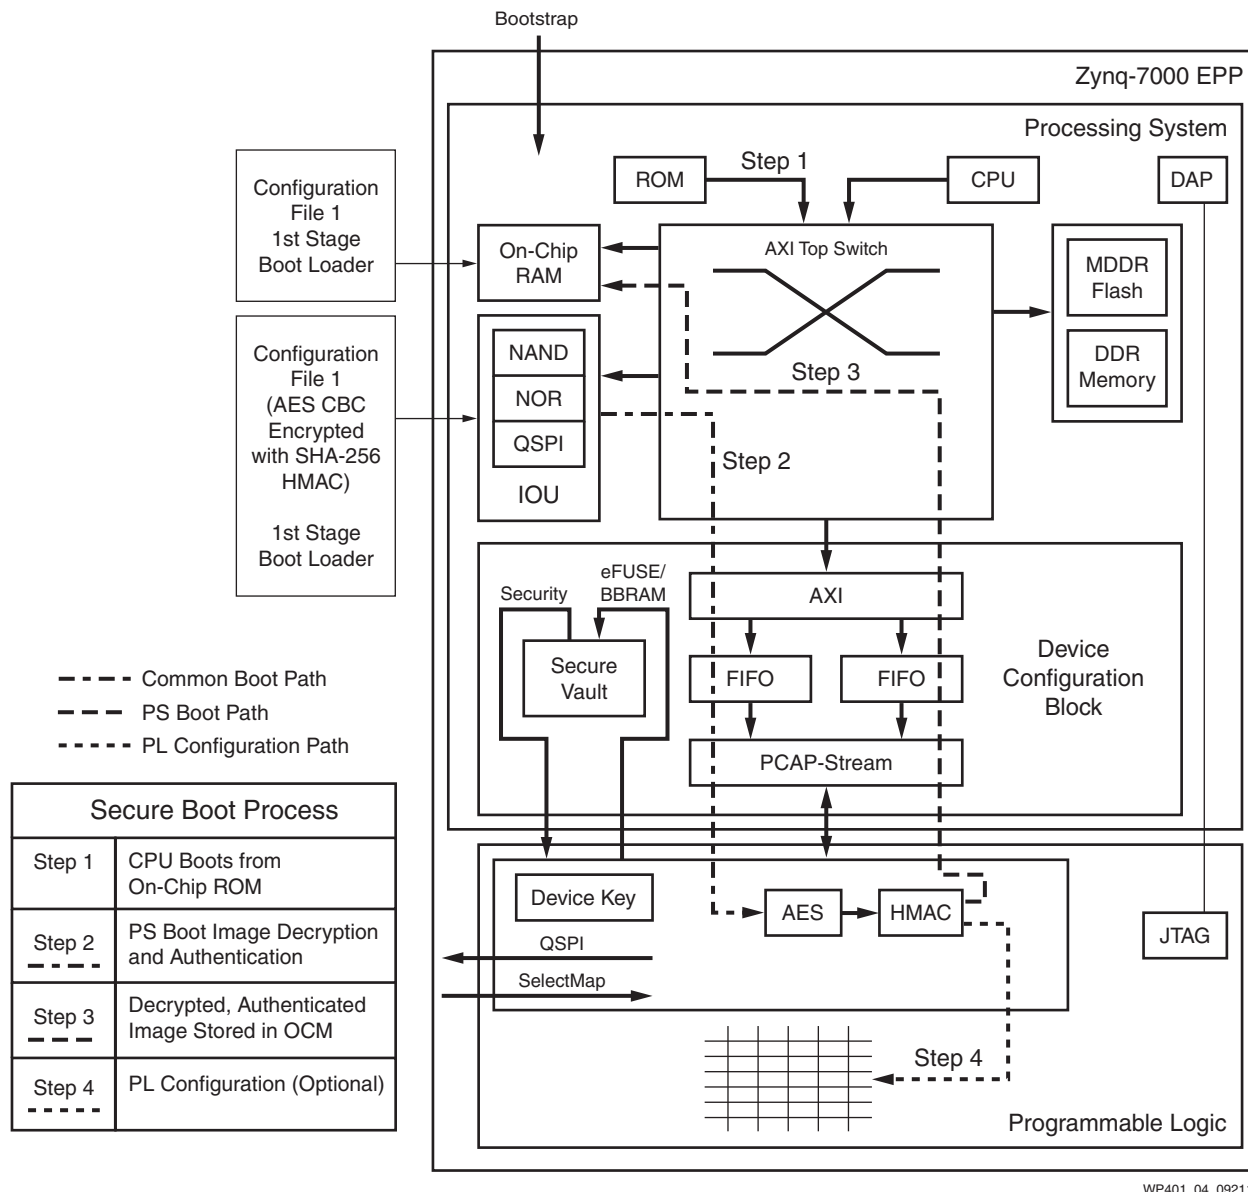 Bootstrap
Zynq-7000 EPP
Processing System
Configuration
File 1
1st Stage
Boot Loader
ROM
Step 1
CPU
DAP
On-Chip
RAM
AXI Top Switch
MDDR
Flash
DDR
Memory
Configuration
File 1
(AES CBC
Encrypted
with SHA-256
HMAC)
1st Stage
Boot Loader
NAND
NOR
QSPI
IOU
Step 3
Step 2
Security
eFUSE/
BBRAM
Secure
Vault
AXI
FIFO
FIFO
PCAP-Stream
Device
Configuration
Block
Common Boot Path
PS Boot Path
PL Configuration Path
Secure Boot Process
Step 1
CPU Boots from
On-Chip ROM
Step 2
PS Boot Image Decryption
and Authentication
Step 3
Decrypted, Authenticated
Image Stored in OCM
Step 4
PL Configuration (Optional)
Device Key
AES
HMAC
JTAG
QSPI
SelectMap
Step 4
Programmable Logic